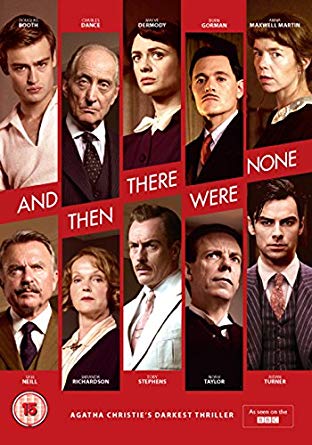 DOUGLAS
BOOTH
CHARLES
DANCE
MAEVE
DERMODY
BURN
GORMAN
ANNA
MAXWELL MARTIN
AND
THEN
THERE
WERE
NONE
SAM
NEILL
MIRANDA
RICHARDSON
TOBY
STEPHENS
NOAH
TAYLOR
AIDAN
TURNER
15
AGATHA CHRISTIE'S DARKEST THRILLER
As seen on
BBC